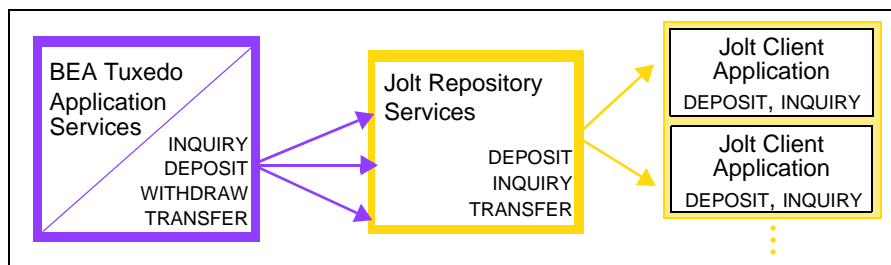 BEA Tuxedo
Application
Services
INQUIRY
DEPOSIT
WITHDRAW
TRANSFER
Jolt Repository
Services
DEPOSIT
INQUIRY
TRANSFER
Jolt Client
Application
DEPOSIT, INQUIRY
Jolt Client
Application
DEPOSIT, INQUIRY